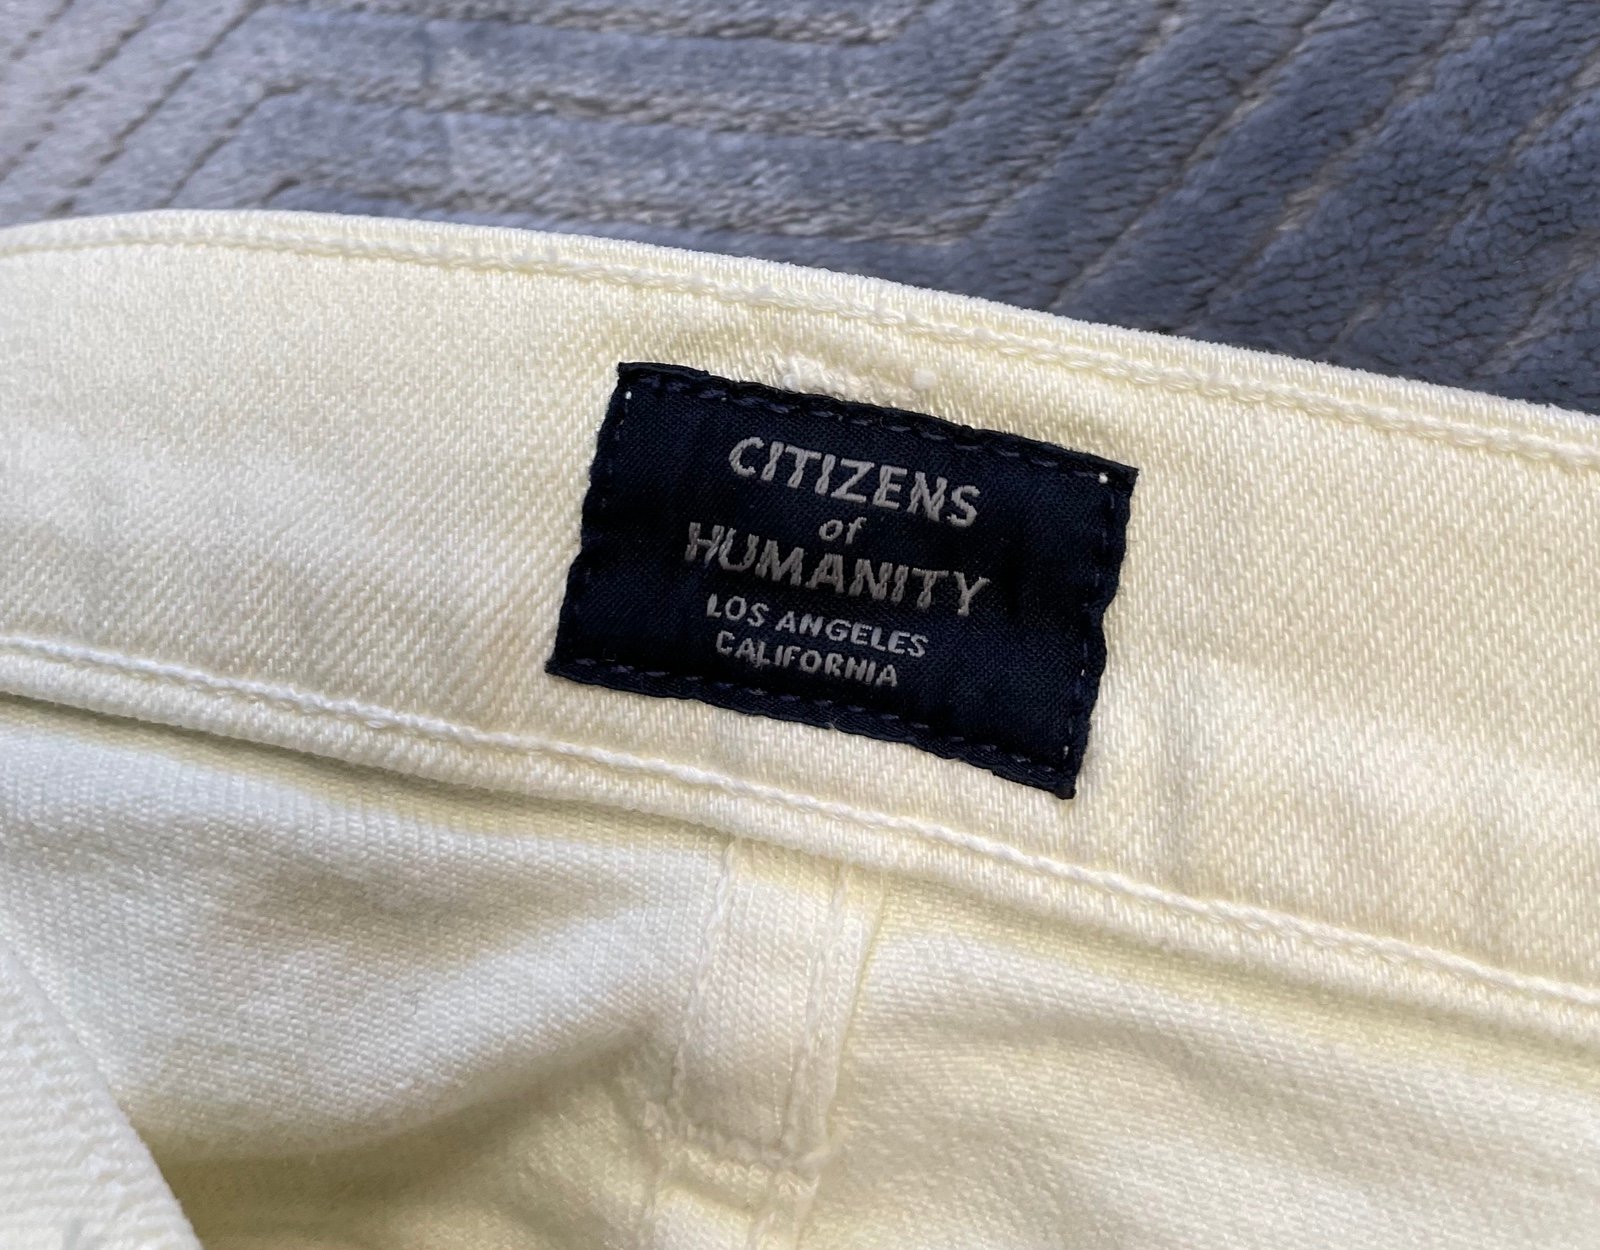 CITIZENS
of
HUMANITY
LOS ANGELES
CALIFORNIA